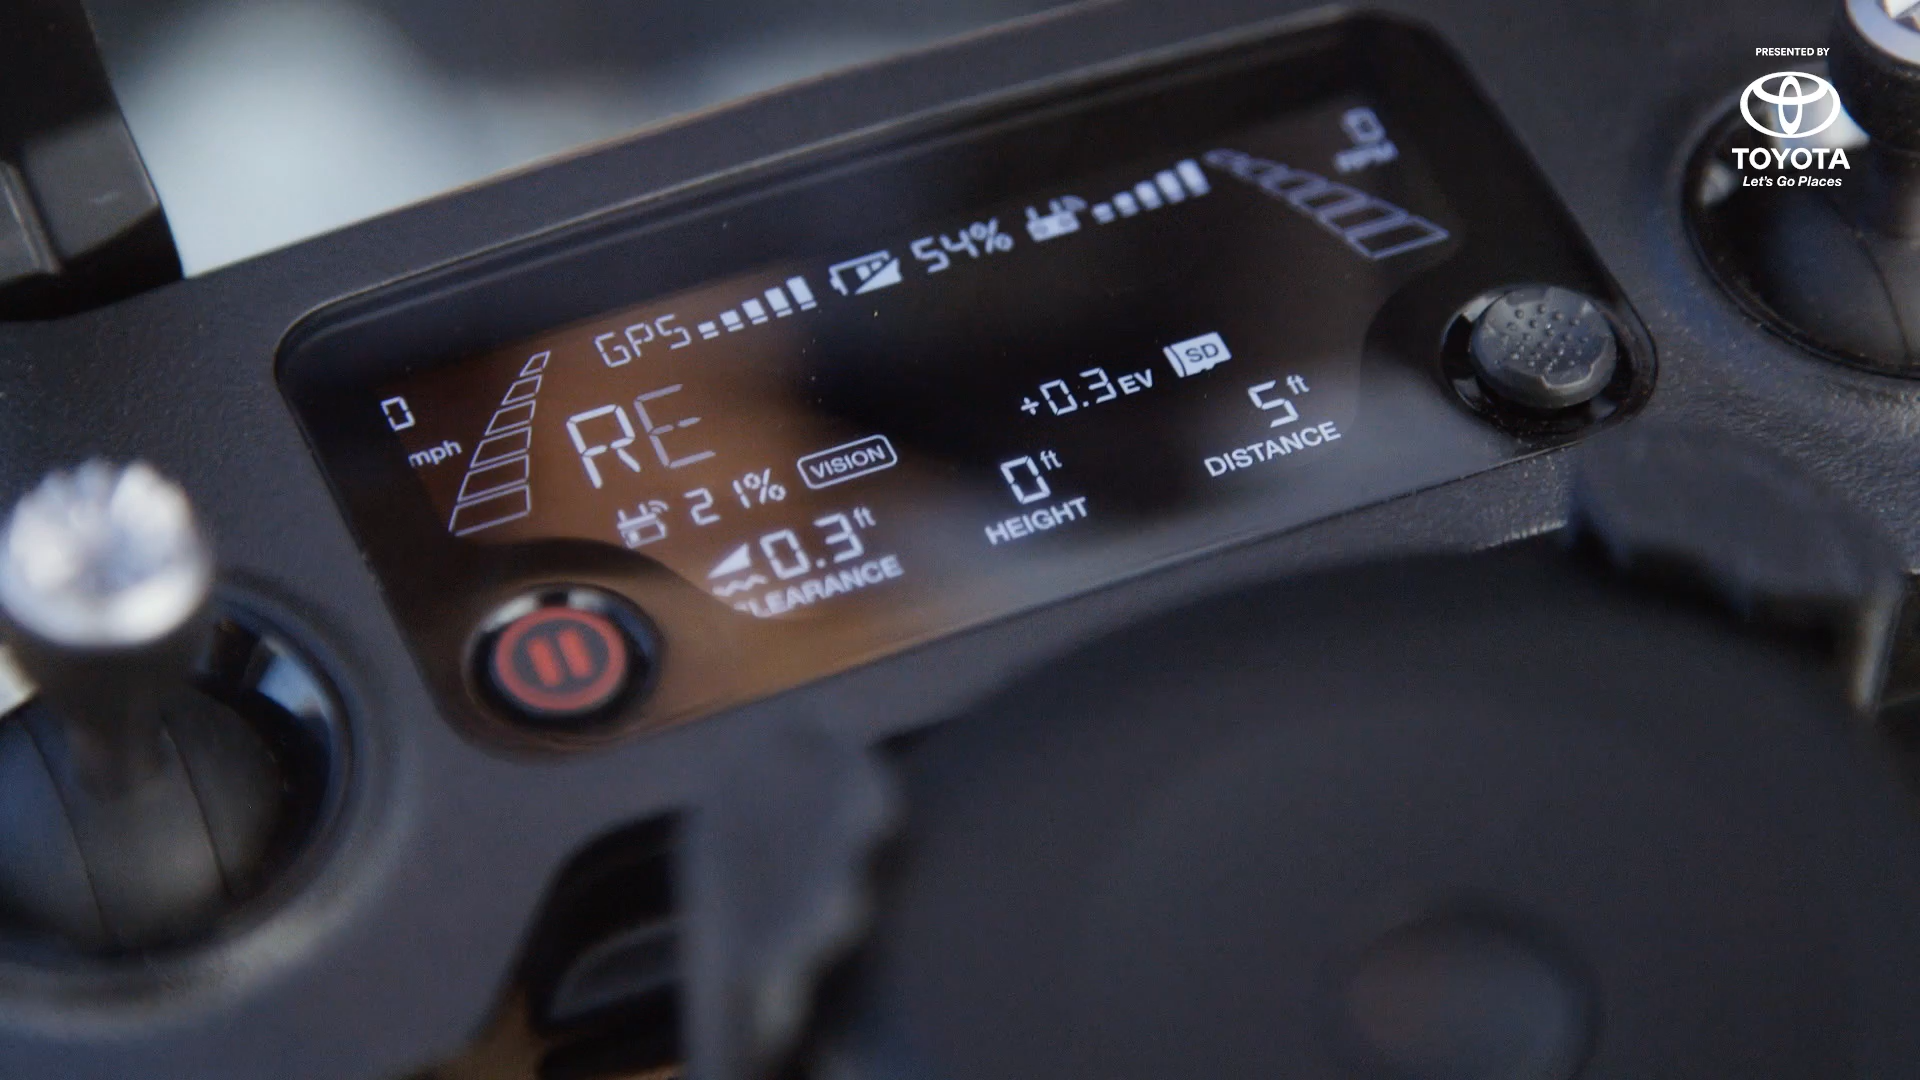 PRESENTED BY
TOYOTA
Let's Go Places
GPS 54%
0
mph
RE
+0.3EV SD
21% VISION
0.3ft
0ft
HEIGHT
5ft
DISTANCE